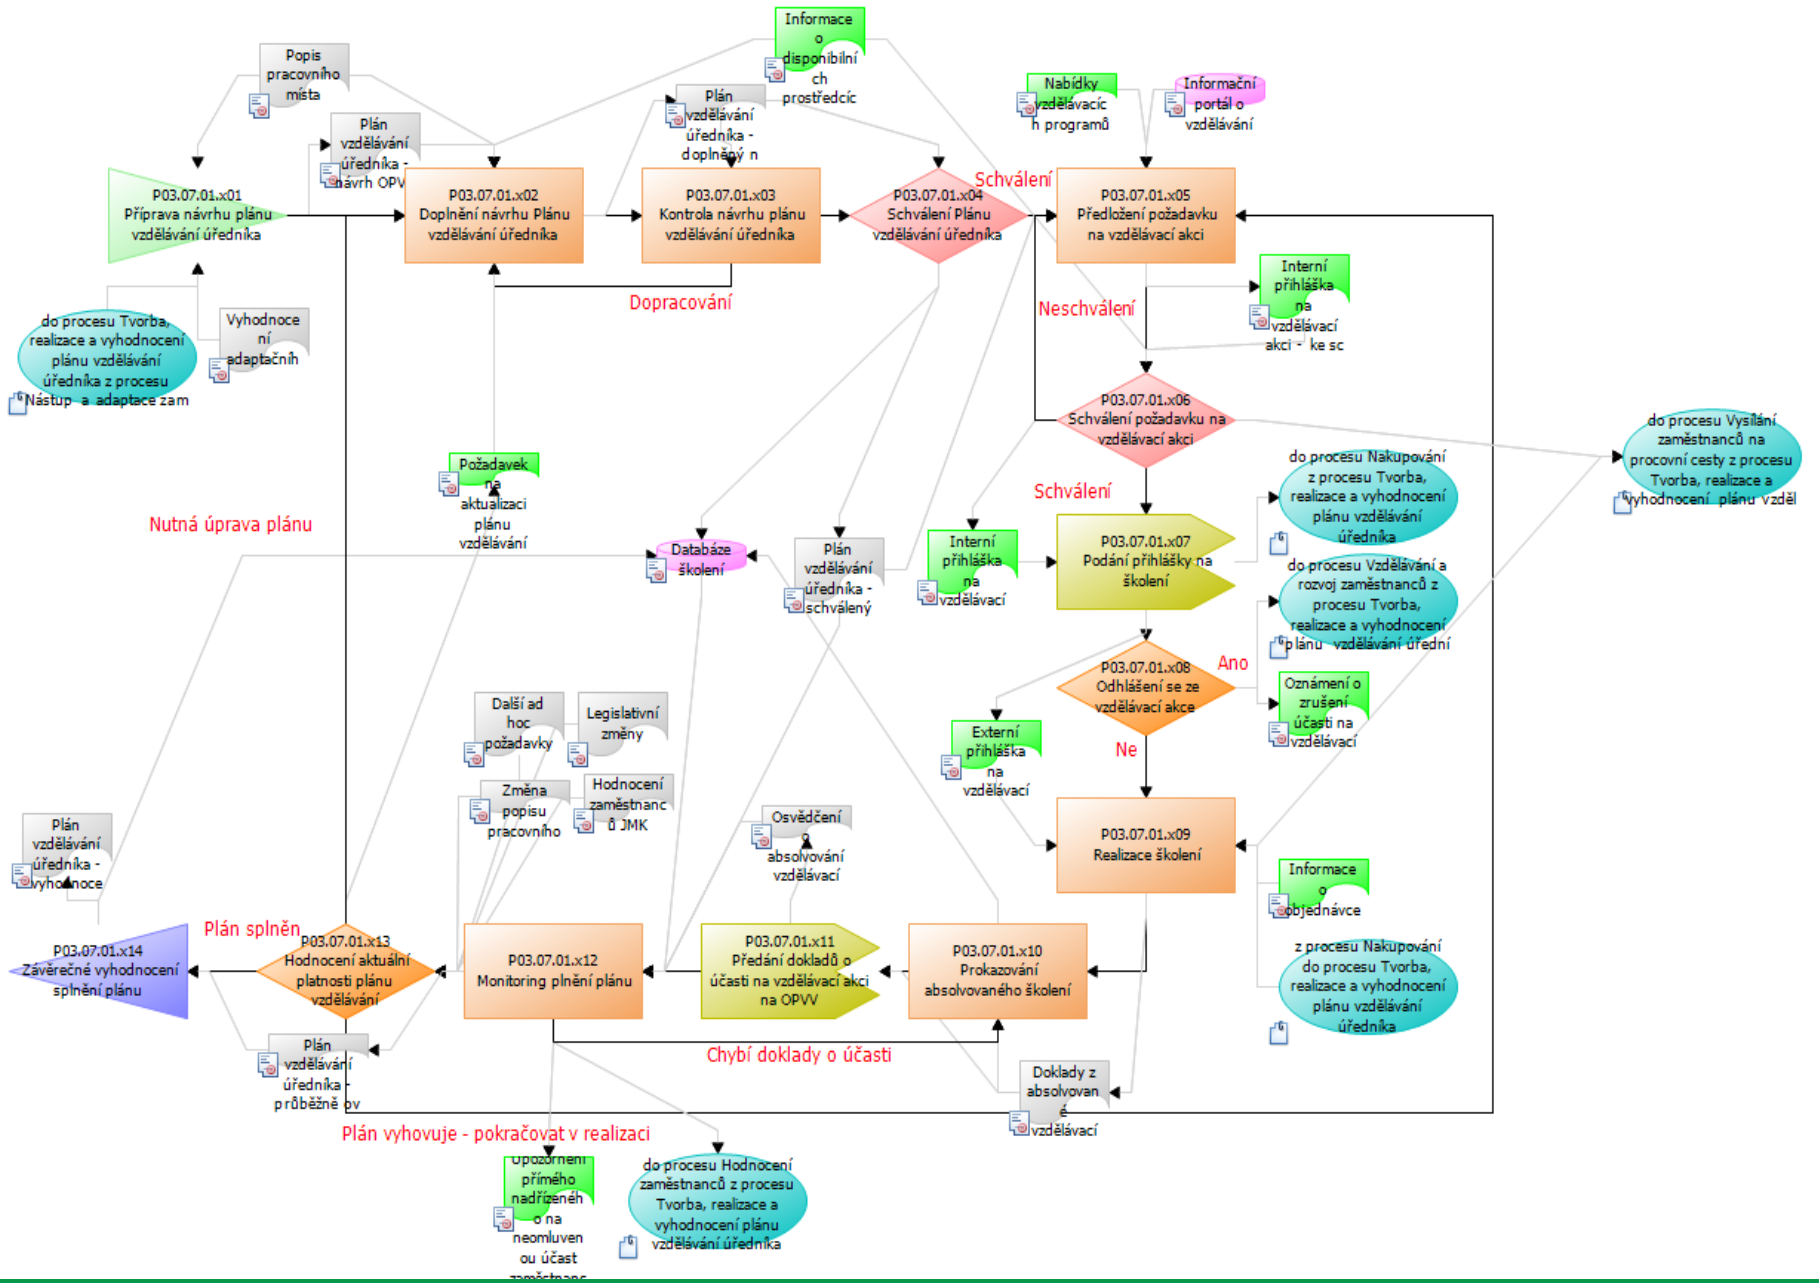 Informace
o
disponibilní
ch
prostředcíc
Popis
pracovního
místa
Plán
vzdělávání
úředníka -
návrh OPV
Plán
vzdělávání
úředníka -
doplněný n
Nabídky
vzdělávacíc
h programů
Informační
portál o
vzdělávání
P03.07.01.x01
Příprava návrhu plánu
vzdělávání úředníka
P03.07.01.x02
Doplnění návrhu Plánu
vzdělávání úředníka
P03.07.01.x03
Kontrola návrhu plánu
vzdělávání úředníka
P03.07.01.x04
Schválení Plánu
vzdělávání úředníka
Schválení
P03.07.01.x05
Předložení požadavku
na vzdělávací akci
Dopracování
Neschválení
Interní
přihláška
na
vzdělávací
akci - ke sc
do procesu Tvorba,
realizace a vyhodnocení
plánu vzdělávání
úředníka z procesu
Nástup a adaptace zam
Vyhodnoce
ní
adaptačníh
P03.07.01.x06
Schválení požadavku na
vzdělávací akci
do procesu Vysílání
zaměstnanců na
procovní cesty z procesu
Tvorba, realizace a
vyhodnocení plánu vzděl
Požadavek
na
aktualizaci
plánu
vzdělávání
Schválení
do procesu Nakupování
z procesu Tvorba,
realizace a vyhodnocení
plánu vzdělávání
úředníka
Nutná úprava plánu
Databáze
školení
Plán
vzdělávání
úředníka -
schválený
Interní
přihláška
na
vzdělávací
P03.07.01.x07
Podání přihlášky na
školení
do procesu Vzdělávání a
rozvoj zaměstnanců z
procesu Tvorba,
realizace a vyhodnocení
plánu vzdělávání úřední
P03.07.01.x08
Odhlášení se ze
vzdělávací akce
Ano
Ne
Oznámení o
zrušení
účasti na
vzdělávací
Další ad
hoc
požadavky
Legislativní
změny
Změna
popisu
pracovního
Hodnocení
zaměstnanc
ů JMK
Externí
přihláška
na
vzdělávací
Osvědčení
o
absolvování
vzdělávací
P03.07.01.x09
Realizace školení
Informace
o
objednávce
Plán
vzdělávání
úředníka -
vyhodnoce
P03.07.01.x14
Závěrečné vyhodnocení
splnění plánu
Plán splněn
P03.07.01.x13
Hodnocení aktuální
platnosti plánu
vzdělávání
P03.07.01.x12
Monitoring plnění plánu
P03.07.01.x11
Předání dokladů o
účasti na vzdělávací akci
na OPVV
P03.07.01.x10
Prokazování
absolvovaného školení
z procesu Nakupování
do procesu Tvorba,
realizace a vyhodnocení
plánu vzdělávání
úředníka
Plán
vzdělávání
úředníka -
průběžně ov
Chybí doklady o účasti
Doklady z
absolvovan
é
vzdělávací
Plán vyhovuje - pokračovat v realizaci
Upozornění
přímého
nadřízenéh
o na
neomluven
ou účast
zaměstnanc
do procesu Hodnocení
zaměstnanců z procesu
Tvorba, realizace a
vyhodnocení plánu
vzdělávání úředníka